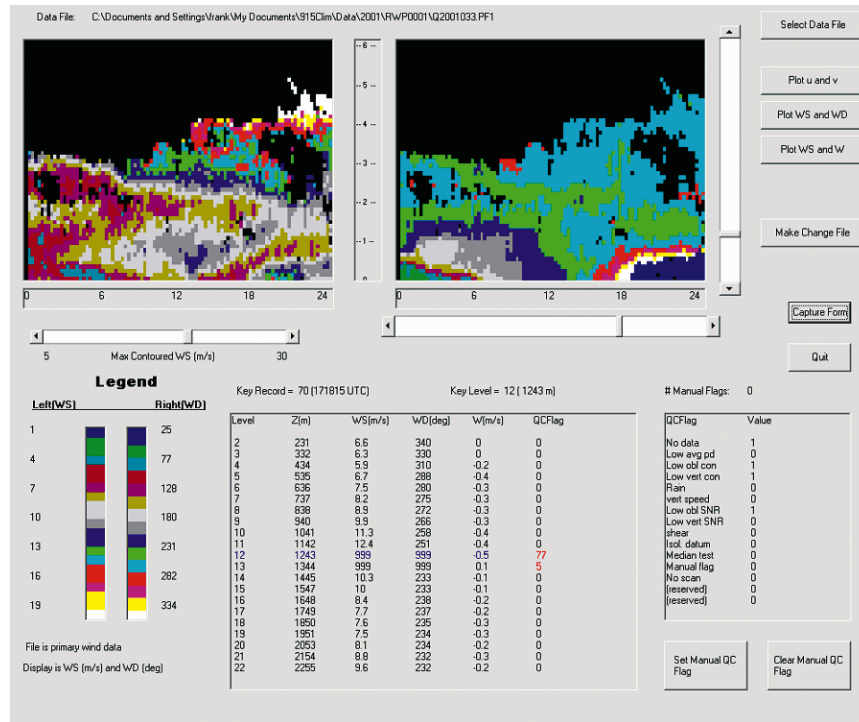 Data File: C:\Documents and Settings\frank\My Documents\915Clim\Data\2001\RWP0001\Q2001033.PF1
Select Data File
Plot u and v
Plot WS and WD
Plot WS and W
Make Change File
Capture Form
Quit
-- 6 --
-- 5 --
-- 4 --
-- 3 --
-- 2 --
-- 1 --
0
0 6 12 18 24
0 6 12 18 24
5 Max Contoured WS (m/s) 30
Legend
Left(WS) Right(WD)
1 25
4 77
7 128
10 180
13 231
16 282
19 334
File is primary wind data
Display is WS (m/s) and WD (deg)
Key Record = 70 (171815 UTC) Key Level = 12 ( 1243 m) # Manual Flags: 0
Level Z(m) WS(m/s) WD(deg) W(m/s) QCFlag
2 231 6.6 340 0 0
3 332 6.3 330 0 0
4 434 5.9 310 -0.2 0
5 535 6.7 288 -0.4 0
6 636 7.5 280 -0.3 0
7 737 8.2 275 -0.3 0
8 838 8.9 272 -0.3 0
9 940 9.9 266 -0.3 0
10 1041 11.3 258 -0.4 0
11 1142 12.4 251 -0.4 0
12 1243 999 999 -0.5 77
13 1344 999 999 0.1 5
14 1445 10.3 233 -0.1 0
15 1547 10 233 -0.1 0
16 1648 8.4 238 -0.2 0
17 1749 7.7 237 -0.2 0
18 1850 7.6 235 -0.3 0
19 1951 7.5 234 -0.3 0
20 2053 8.1 234 -0.2 0
21 2154 8.8 232 -0.3 0
22 2255 9.6 232 -0.2 0
QCFlag Value
No data 1
Low avg pd 0
Low obl con 1
Low vert con 1
Rain 0
vert speed 0
Low obl SNR 1
Low vert SNR 0
shear 0
Isol. datum 0
Median test 0
Manual flag 0
No scan 0
(reserved) 0
(reserved) 0
Set Manual QC
Flag
Clear Manual QC
Flag